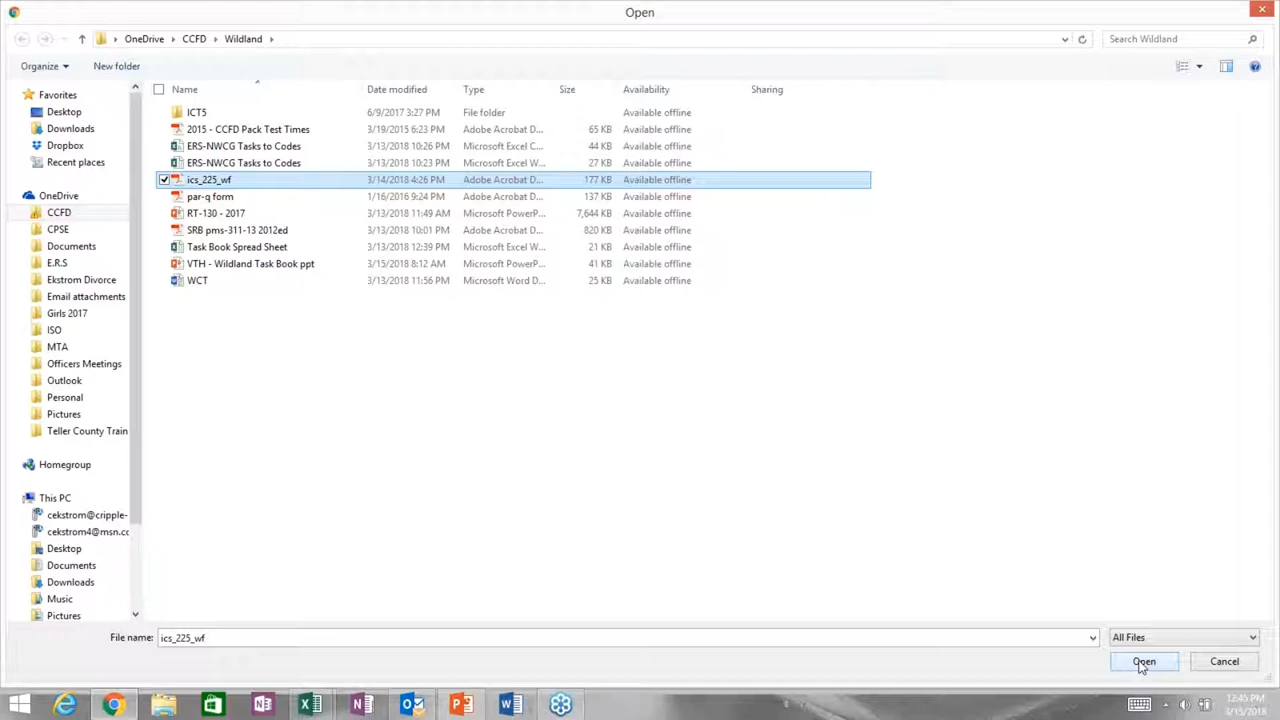 Open
OneDrive CCFD Wildland
Search Wildland
Organize New folder
Name Date modified Type Size Availability Sharing
Favorites
Desktop
Downloads
Dropbox
Recent places
OneDrive
CCFD
CPSE
Documents
E.R.S
Ekstrom Divorce
Email attachments
Girls 2017
ISO
MTA
Officers Meetings
Outlook
Personal
Pictures
Teller County Train
Homegroup
This PC
cekstrom@cripple-
cekstrom4@msn.cc
Desktop
Documents
Downloads
Music
Pictures
ICT5 6/9/2017 3:27 PM File folder Available offline
2015 - CCFD Pack Test Times 3/19/2015 6:23 PM Adobe Acrobat D... 65 KB Available offline
ERS-NWCG Tasks to Codes 3/13/2018 10:26 PM Microsoft Excel C... 44 KB Available offline
ERS-NWCG Tasks to Codes 3/13/2018 10:23 PM Microsoft Excel W... 27 KB Available offline
ics_225_wf 3/14/2018 4:26 PM Adobe Acrobat D... 177 KB Available offline
par-q form 1/16/2016 9:24 PM Adobe Acrobat D... 137 KB Available offline
RT-130 - 2017 3/13/2018 11:49 AM Microsoft PowerP... 7,644 KB Available offline
SRB pms-311-13 2012ed 3/13/2018 10:01 PM Adobe Acrobat D... 820 KB Available offline
Task Book Spread Sheet 3/13/2018 12:39 PM Microsoft Excel W... 21 KB Available offline
VTH - Wildland Task Book ppt 3/15/2018 8:12 AM Microsoft PowerP... 41 KB Available offline
WCT 3/13/2018 11:56 PM Microsoft Word D... 25 KB Available offline
File name: ics_225_wf All Files
Open Cancel
12:45 PM
3/15/2018